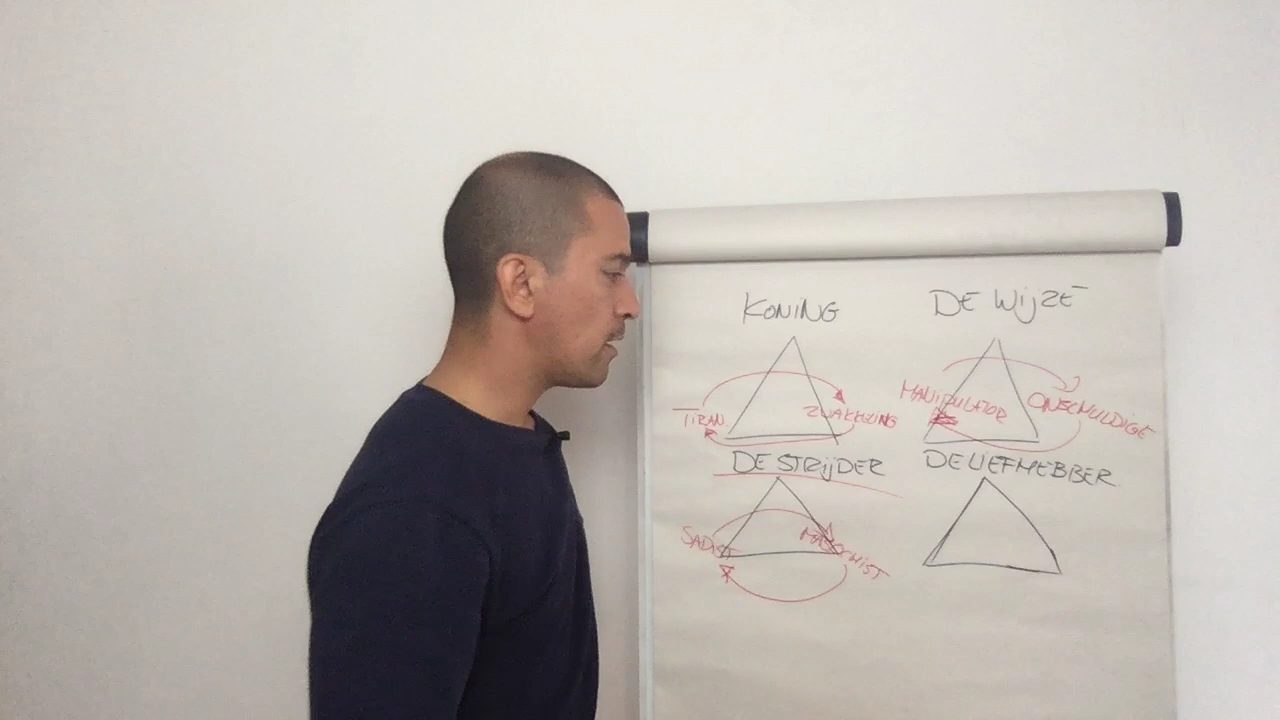 KONING
DE WIJZE
TIRAN
ZWAKKELING
MANIPULATOR
ONSCHULDIGE
DE STRIJDER
DE LIEFHEBBER
SADIST
MASOCHIST